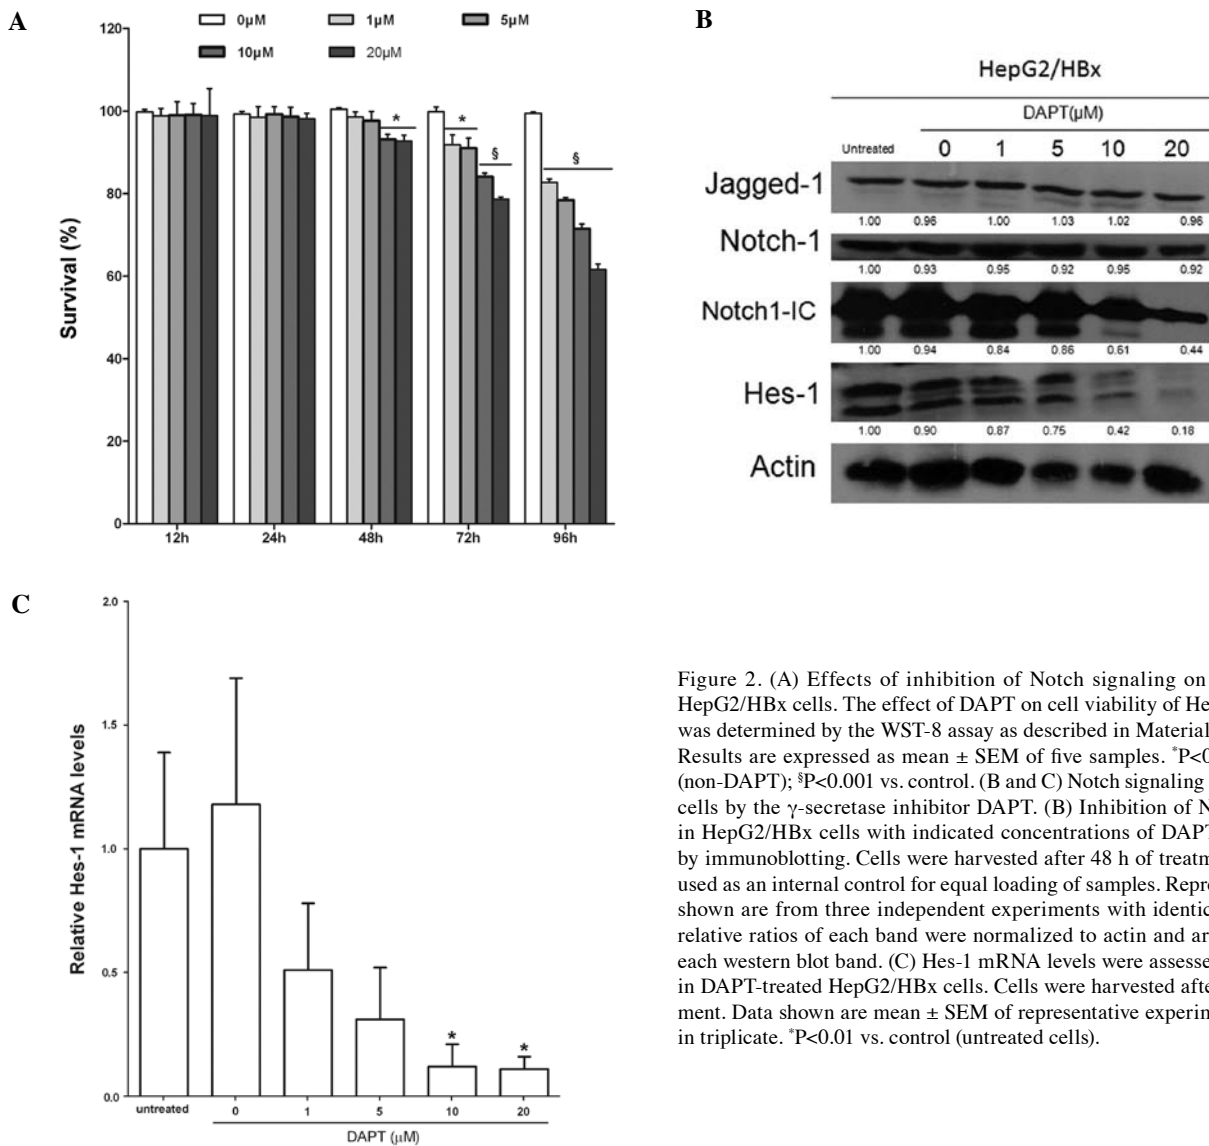 A
120
100
80
60
40
20
0
Survival (%)
0μM 1μM 5μM
10μM 20μM
* * § §
12h 24h 48h 72h 96h
B
HepG2/HBx
DAPT(μM)
Untreated 0 1 5 10 20
Jagged-1
1.00 0.96 1.00 1.03 1.02 0.96
Notch-1
1.00 0.93 0.95 0.92 0.95 0.92
Notch1-IC
1.00 0.94 0.84 0.86 0.61 0.44
Hes-1
1.00 0.90 0.87 0.75 0.42 0.18
Actin
C
2.0
1.5
1.0
0.5
0.0
Relative Hes-1 mRNA levels
* *
untreated 0 1 5 10 20
DAPT (μM)
Figure 2. (A) Effects of inhibition of Notch signaling on
HepG2/HBx cells. The effect of DAPT on cell viability of He
was determined by the WST-8 assay as described in Material
Results are expressed as mean ± SEM of five samples. *P<0
(non-DAPT); §P<0.001 vs. control. (B and C) Notch signaling
cells by the γ-secretase inhibitor DAPT. (B) Inhibition of N
in HepG2/HBx cells with indicated concentrations of DAPT
by immunoblotting. Cells were harvested after 48 h of treatm
used as an internal control for equal loading of samples. Repre
shown are from three independent experiments with identic
relative ratios of each band were normalized to actin and ar
each western blot band. (C) Hes-1 mRNA levels were assesse
in DAPT-treated HepG2/HBx cells. Cells were harvested afte
ment. Data shown are mean ± SEM of representative experim
in triplicate. *P<0.01 vs. control (untreated cells).